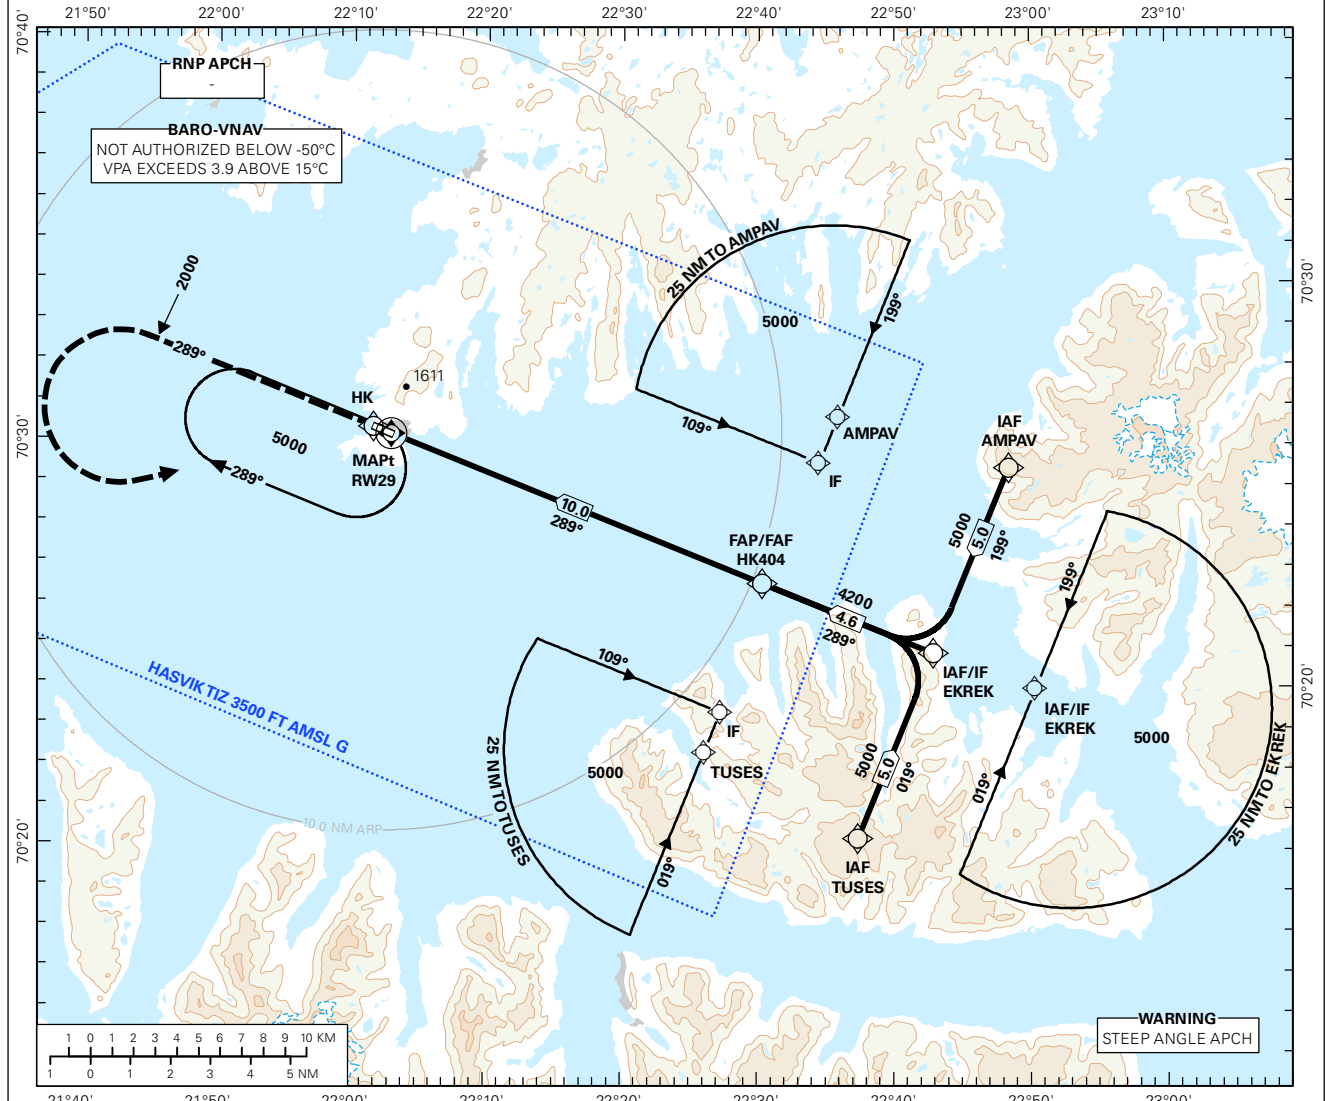 21°50'
22°00'
22°10'
22°20'
22°30'
22°40'
22°50'
23°00'
23°10'
70°40'
RNP APCH
-
BARO-VNAV
NOT AUTHORIZED BELOW -50°C
VPA EXCEEDS 3.9 ABOVE 15°C
25 NM TO AMPAV
5000
199°
109°
AMPAV
IF
2000
289°
1611
HK
5000
289°
MAPt
RW29
70°30'
70°30'
10.0
289°
FAP/FAF
HK404
4200
4.6
289°
IAF
AMPAV
5000
5.0
199°
IAF/IF
EKREK
199°
IAF/IF
EKREK
019°
5000
25 NM TO EKREK
70°20'
109°
IF
TUSES
5000
25 NM TO TUSES
019°
5000
5.0
019°
IAF
TUSES
HASVIK TIZ 3500 FT AMSL G
10.0 NM ARP
70°20'
WARNING
STEEP ANGLE APCH
1 0 1 2 3 4 5 6 7 8 9 10 KM
1 0 1 2 3 4 5 NM
21°40'
21°50'
22°00'
22°10'
22°20'
22°30'
22°40'
22°50'
23°00'